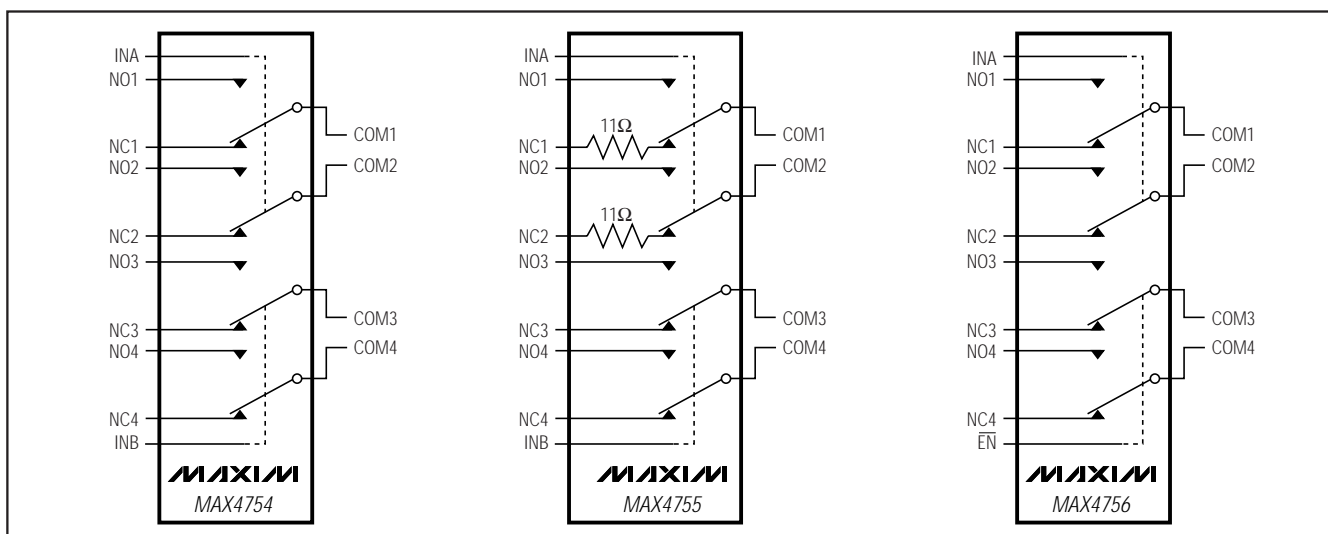 INA
NO1
NC1
NO2
NC2
NO3
NC3
NO4
NC4
INB
COM1
COM2
COM3
COM4
MAXIM
MAX4754
INA
NO1
11Ω
NC1
NO2
11Ω
NC2
NO3
NC3
NO4
NC4
INB
COM1
COM2
COM3
COM4
MAXIM
MAX4755
INA
NO1
NC1
NO2
NC2
NO3
NC3
NO4
NC4
E̅N̅
COM1
COM2
COM3
COM4
MAXIM
MAX4756